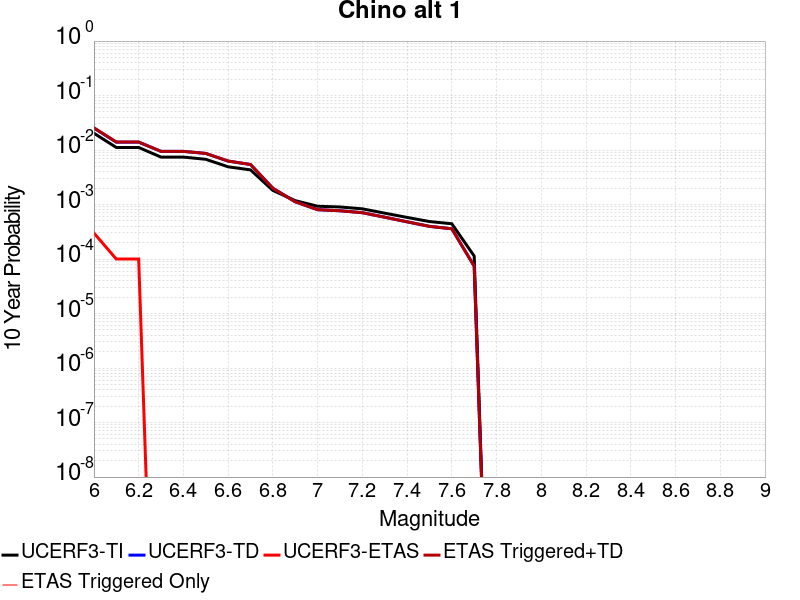 Chino alt 1
10^0
10^-1
10^-2
10^-3
10^-4
10^-5
10^-6
10^-7
10^-8
10 Year Probability
6 6.2 6.4 6.6 6.8 7 7.2 7.4 7.6 7.8 8 8.2 8.4 8.6 8.8 9
Magnitude
UCERF3-TI UCERF3-TD UCERF3-ETAS ETAS Triggered+TD
ETAS Triggered Only